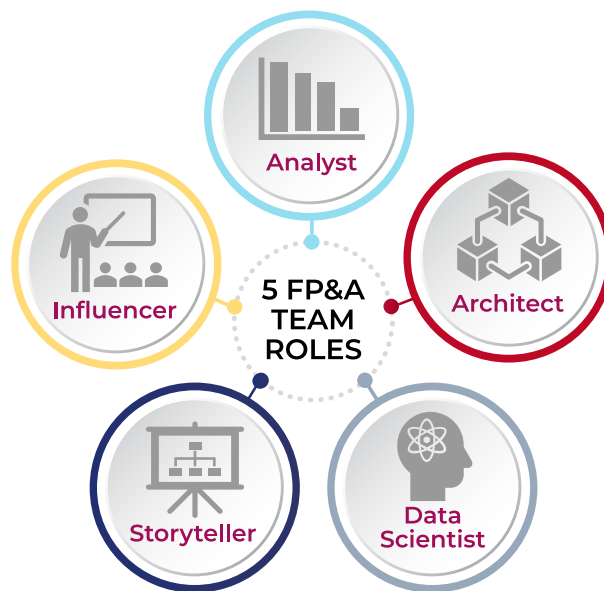 Analyst
Influencer
5 FP&A
TEAM
ROLES
Architect
Storyteller
Data
Scientist